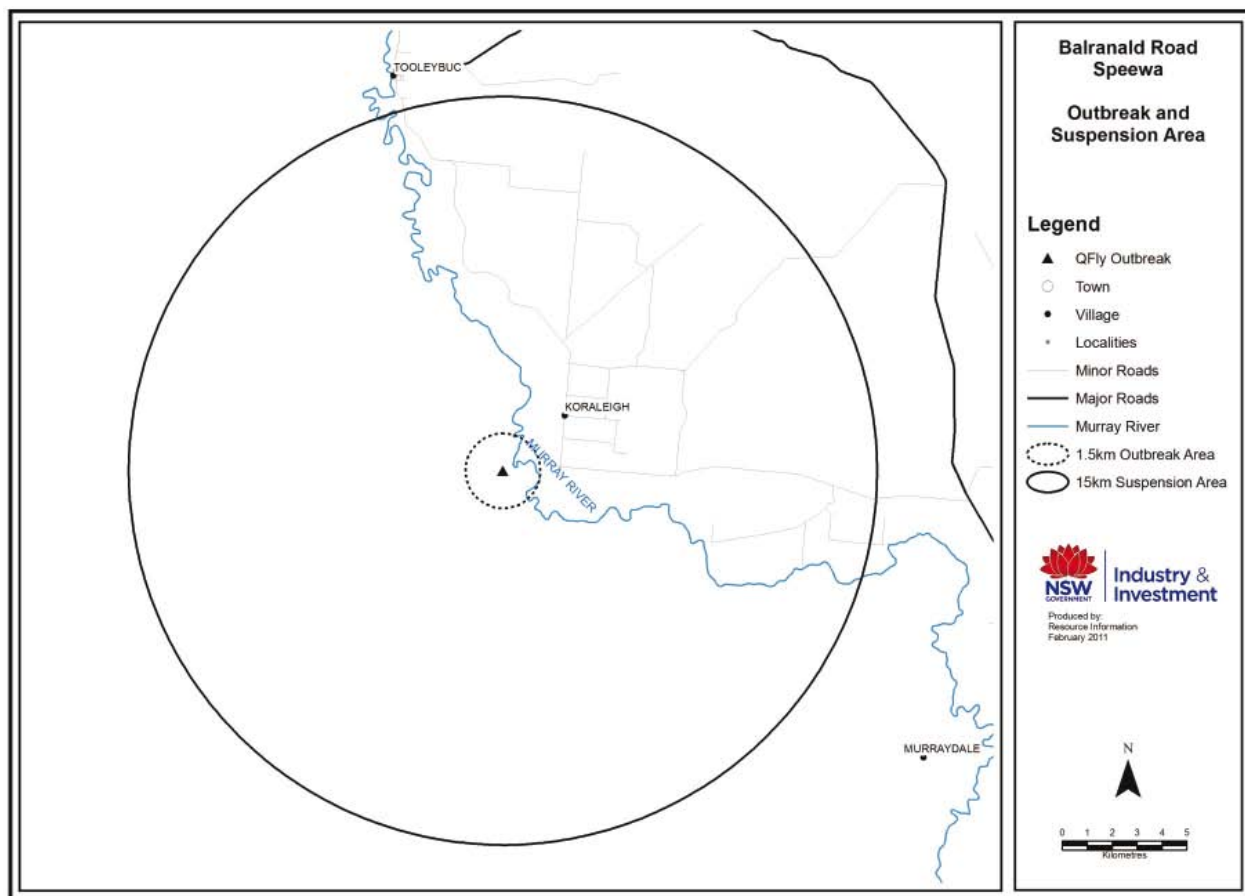 TOOLEYBUC
KORALEIGH
MURRAY RIVER
MURRAYDALE
Balranald Road
Speewa
Outbreak and
Suspension Area
Legend
QFly Outbreak
Town
Village
Localities
Minor Roads
Major Roads
Murray River
1.5km Outbreak Area
15km Suspension Area
NSW
GOVERNMENT
Industry &
Investment
Produced by:
Resource Information
February 2011
N
0 1 2 3 4 5
Kilometres